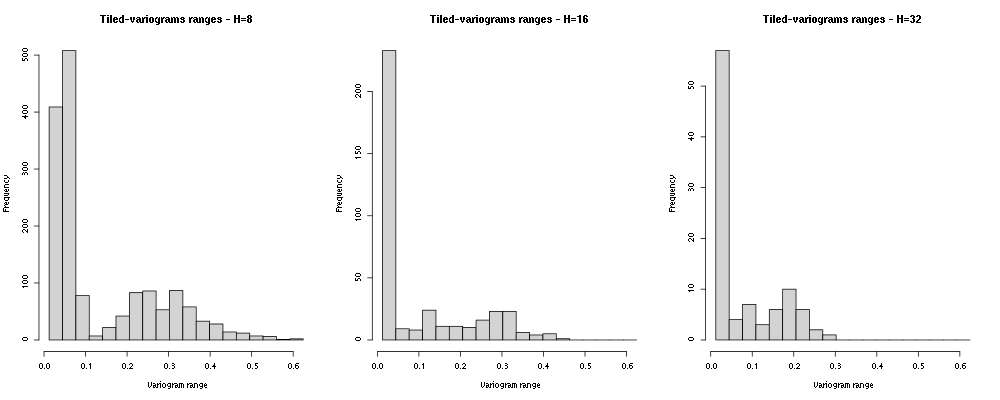 Tiled-variograms ranges - H=8
Frequency
500
400
300
200
100
0
0.0 0.1 0.2 0.3 0.4 0.5 0.6
Variogram range
Tiled-variograms ranges - H=16
Frequency
200
150
100
50
0
0.0 0.1 0.2 0.3 0.4 0.5 0.6
Variogram range
Tiled-variograms ranges - H=32
Frequency
50
40
30
20
10
0
0.0 0.1 0.2 0.3 0.4 0.5 0.6
Variogram range